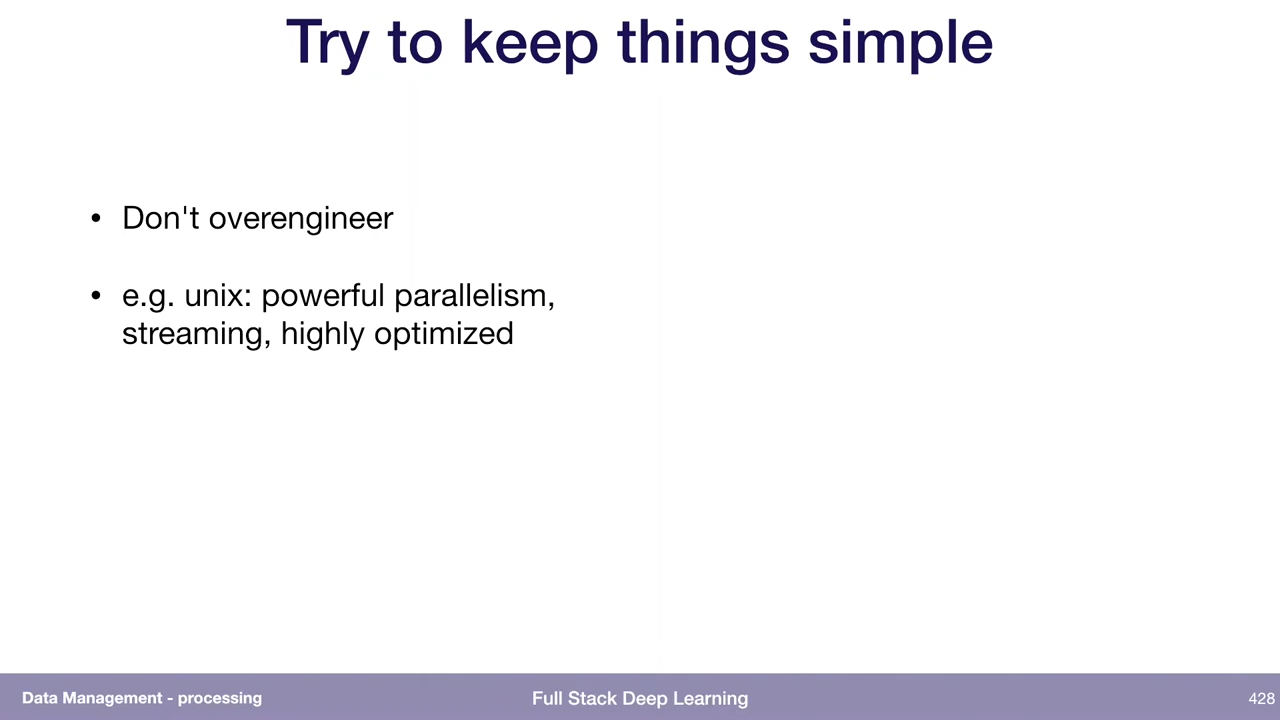 Try to keep things simple
• Don't overengineer
• e.g. unix: powerful parallelism,
streaming, highly optimized
Data Management - processing
Full Stack Deep Learning
428